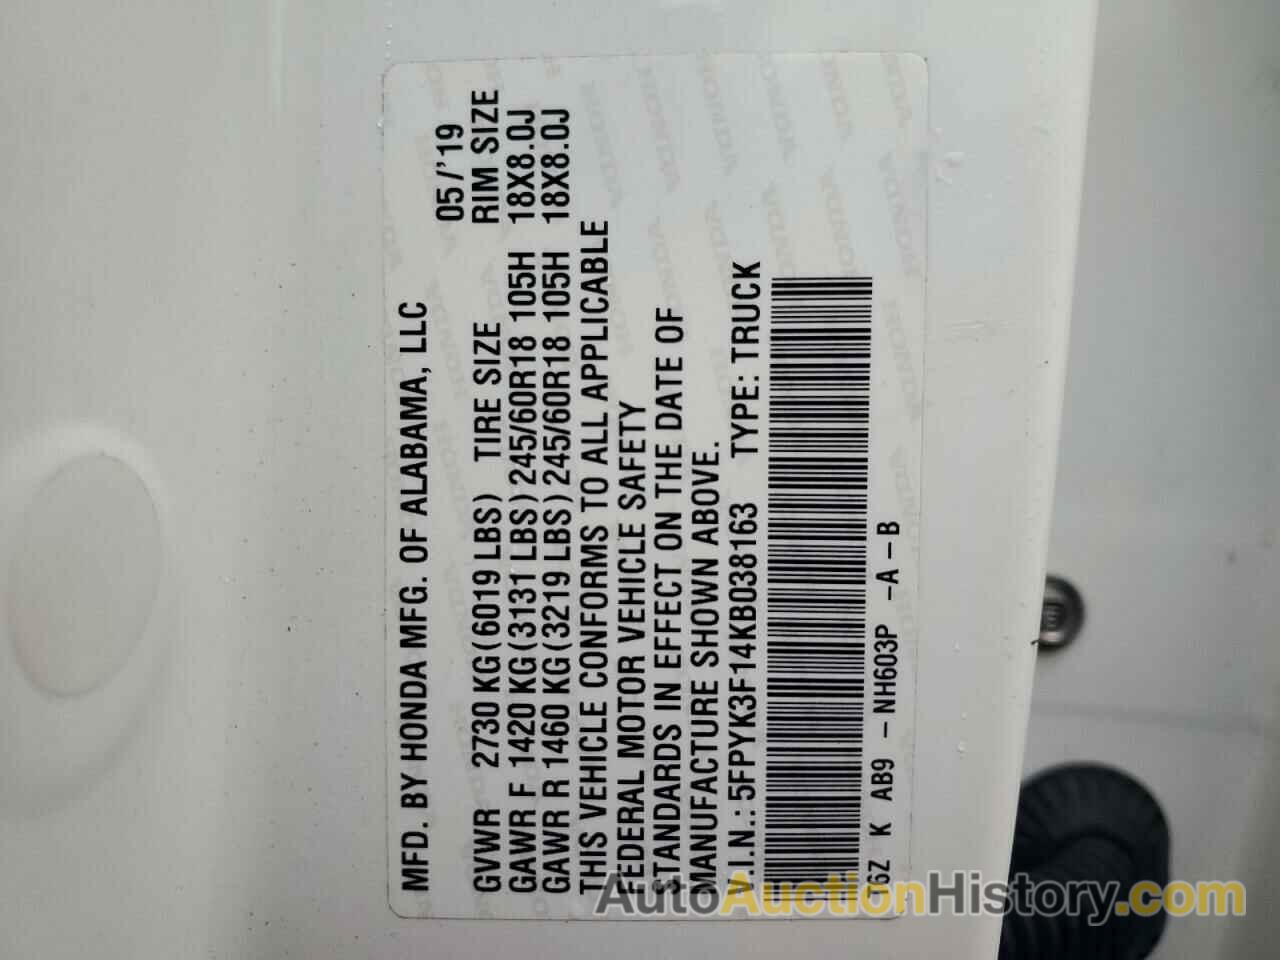 MFD. BY HONDA MFG. OF ALABAMA, LLC
05/'19
GVWR 2730 KG(6019 LBS) TIRE SIZE RIM SIZE
GAWR F 1420 KG(3131 LBS) 245/60R18 105H 18X8.0J
GAWR R 1460 KG(3219 LBS) 245/60R18 105H 18X8.0J
THIS VEHICLE CONFORMS TO ALL APPLICABLE
FEDERAL MOTOR VEHICLE SAFETY
STANDARDS IN EFFECT ON THE DATE OF
MANUFACTURE SHOWN ABOVE.
V.I.N.: 5FPYK3F14KB038163 TYPE: TRUCK
T6Z K AB9 -NH603P -A-B
AutoAuctionHistory.com